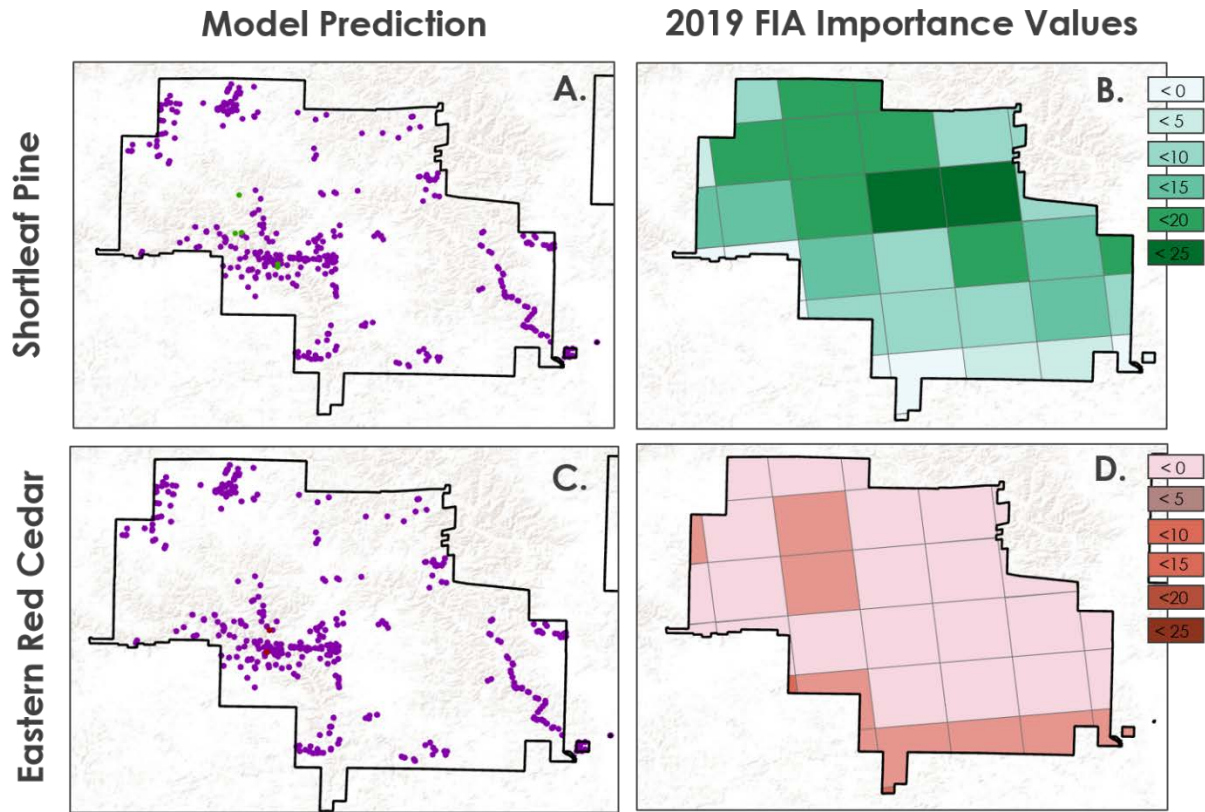 Model Prediction
2019 FIA Importance Values
Shortleaf Pine
A.
B.
< 0
< 5
<10
<15
<20
< 25
Eastern Red Cedar
C.
D.
< 0
< 5
<10
<15
<20
< 25